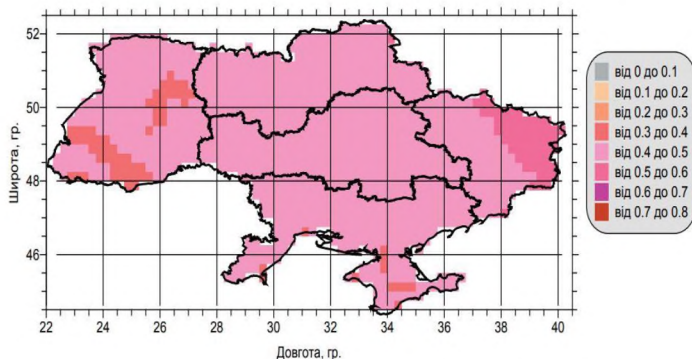 52
50
48
46
22 24 26 28 30 32 34 36 38 40
Широта, гр.
Довгота, гр.
від 0 до 0.1
від 0.1 до 0.2
від 0.2 до 0.3
від 0.3 до 0.4
від 0.4 до 0.5
від 0.5 до 0.6
від 0.6 до 0.7
від 0.7 до 0.8